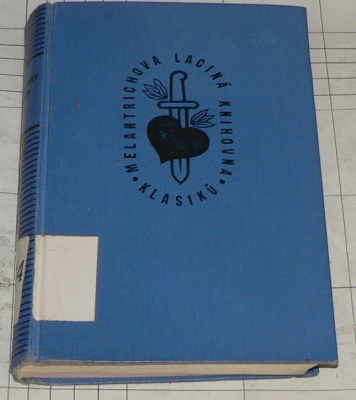 MELANTRICHOVA LACINÁ KNIHOVNA
KLASIKŮ